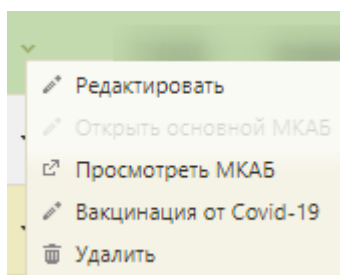 Редактировать
Открыть основной МКАБ
Просмотреть МКАБ
Вакцинация от Covid-19
Удалить